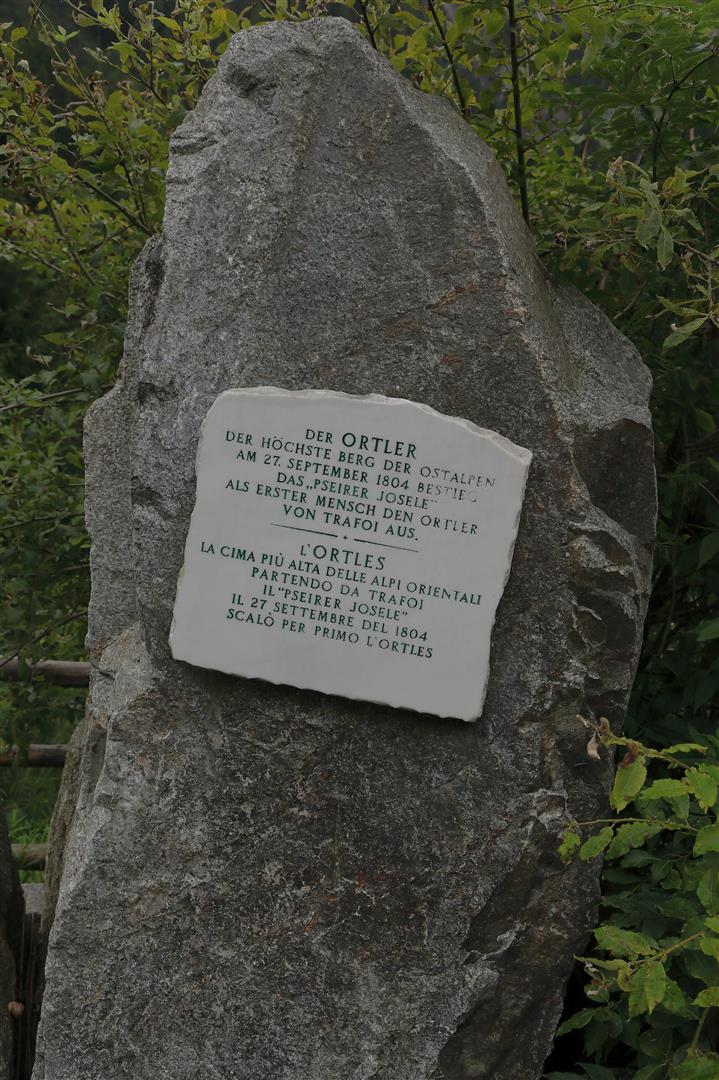 DER ORTLER
DER HÖCHSTE BERG DER OSTALPEN
AM 27. SEPTEMBER 1804 BESTIEG
DAS „PSEIRER JOSELE"
ALS ERSTER MENSCH DEN ORTLER
VON TRAFOI AUS.
L'ORTLES
LA CIMA PIÙ ALTA DELLE ALPI ORIENTALI
PARTENDO DA TRAFOI
IL "PSEIRER JOSELE"
IL 27 SETTEMBRE DEL 1804
SCALÒ PER PRIMO L'ORTLES